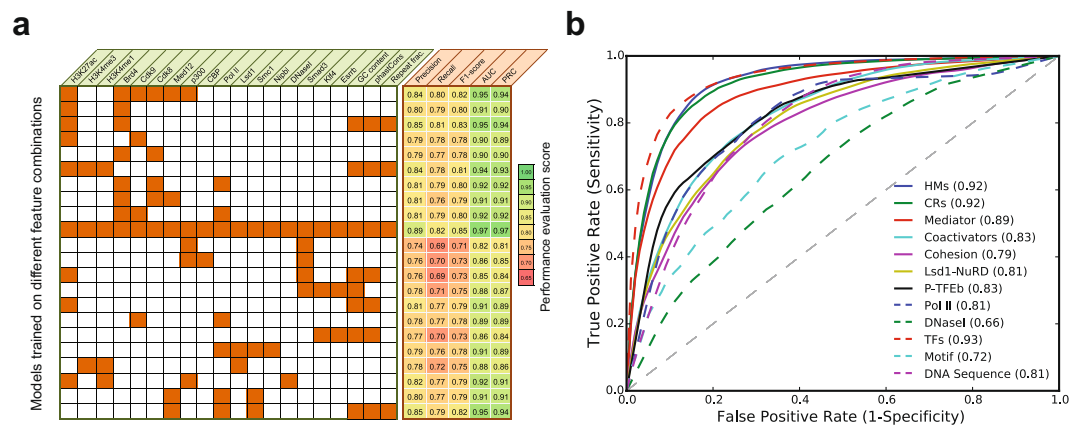 a
H3K27ac
H3K4me3
H3K4me1
Brd4
Cdk9
Cdk8
Med12
p300
CBP
Pol II
Lsd1
Smc1
Nipbl
DNaseI
Smap3
Klf4
Esrrb
GC content
PhastCons
Repeat frac.
Precision
Recall
F1-score
AUC
PRC
Models trained on different feature combinations
0.84 0.80 0.82 0.95 0.94
0.80 0.79 0.80 0.91 0.90
0.85 0.81 0.83 0.95 0.94
0.79 0.78 0.78 0.90 0.89
0.79 0.77 0.78 0.90 0.90
0.84 0.78 0.81 0.94 0.93
0.81 0.79 0.80 0.92 0.92
0.81 0.76 0.79 0.91 0.91
0.81 0.79 0.80 0.92 0.92
0.89 0.82 0.85 0.97 0.97
0.74 0.69 0.71 0.82 0.81
0.76 0.70 0.73 0.86 0.85
0.76 0.69 0.73 0.85 0.84
0.78 0.71 0.75 0.88 0.87
0.81 0.77 0.79 0.91 0.90
0.78 0.77 0.78 0.89 0.89
0.77 0.70 0.73 0.86 0.84
0.79 0.76 0.78 0.91 0.89
0.78 0.72 0.75 0.88 0.86
0.82 0.77 0.79 0.92 0.91
0.80 0.77 0.79 0.91 0.90
0.85 0.79 0.82 0.95 0.94
1.00
0.95
0.90
0.85
0.80
0.75
0.70
0.65
Performance evaluation score
b
True Positive Rate (Sensitivity)
1.0
0.8
0.6
0.4
0.2
0.0
HMs (0.92)
CRs (0.92)
Mediator (0.89)
Coactivators (0.83)
Cohesion (0.79)
Lsd1-NuRD (0.81)
P-TFEb (0.83)
Pol II (0.81)
DNaseI (0.66)
TFs (0.93)
Motif (0.72)
DNA Sequence (0.81)
0.0 0.2 0.4 0.6 0.8 1.0
False Positive Rate (1-Specificity)